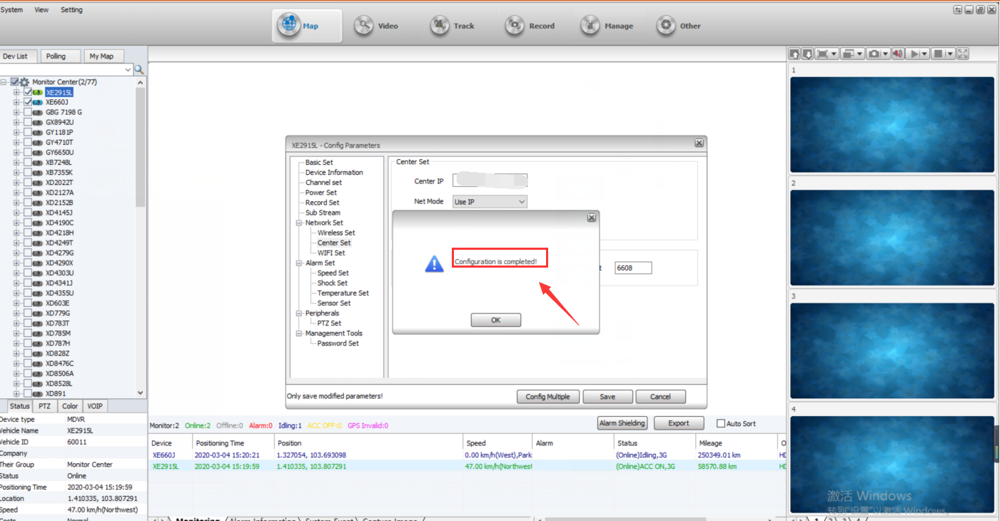 System View Setting
Map Video Track Record Manage Other
Dev List Polling My Map
Monitor Center(2/77)
XE2915L
XE660J
GBG 7198 G
GX8942U
GY1181P
GY4710T
GY6650U
XB7248L
XB7355K
XD2022T
XD2127A
XD2152B
XD4145J
XD4190C
XD4218H
XD4249T
XD4279G
XD4290X
XD4303U
XD4341J
XD4355U
XD603E
XD779G
XD783T
XD785M
XD787H
XD828Z
XD8476C
XD8506A
XD8528L
XD891
Status PTZ Color VOIP
Device type MDVR
Vehicle Name XE2915L
Vehicle ID 60011
Company
Their Group Monitor Center
Status Online
Positioning Time 2020-03-04 15:19:59
Location 1.410335, 103.807291
Speed 47.00 km/h(Northwest)
Normal
XE2915L - Config Parameters
Basic Set
Device Information
Channel set
Power Set
Record Set
Sub Stream
Network Set
Wireless Set
Center Set
WIFI Set
Alarm Set
Speed Set
Shock Set
Temperature Set
Sensor Set
Peripherals
PTZ Set
Management Tools
Password Set
Center Set
Center IP
Net Mode Use IP
t 6608
Configuration is completed!
OK
Only save modified parameters!
Config Multiple Save Cancel
Monitor:2 Online:2 Offline:0 Alarm:0 Idling:1 ACC OFF:0 GPS Invalid:0
Alarm Shielding Export Auto Sort
Device Positioning Time Position Speed Alarm Status Mileage O
XE660J 2020-03-04 15:20:21 1.327054, 103.693098 0.00 km/h(West),Park (Online)Idling,3G 250349.01 km HD
XE2915L 2020-03-04 15:19:59 1.410335, 103.807291 47.00 km/h(Northwest (Online)ACC ON,3G 58570.88 km HD
Monitoring Alarm Information System Event Capture Image
1
2
3
4
激活 Windows
转到"设置"以激活 Windows。
1 2 3 4